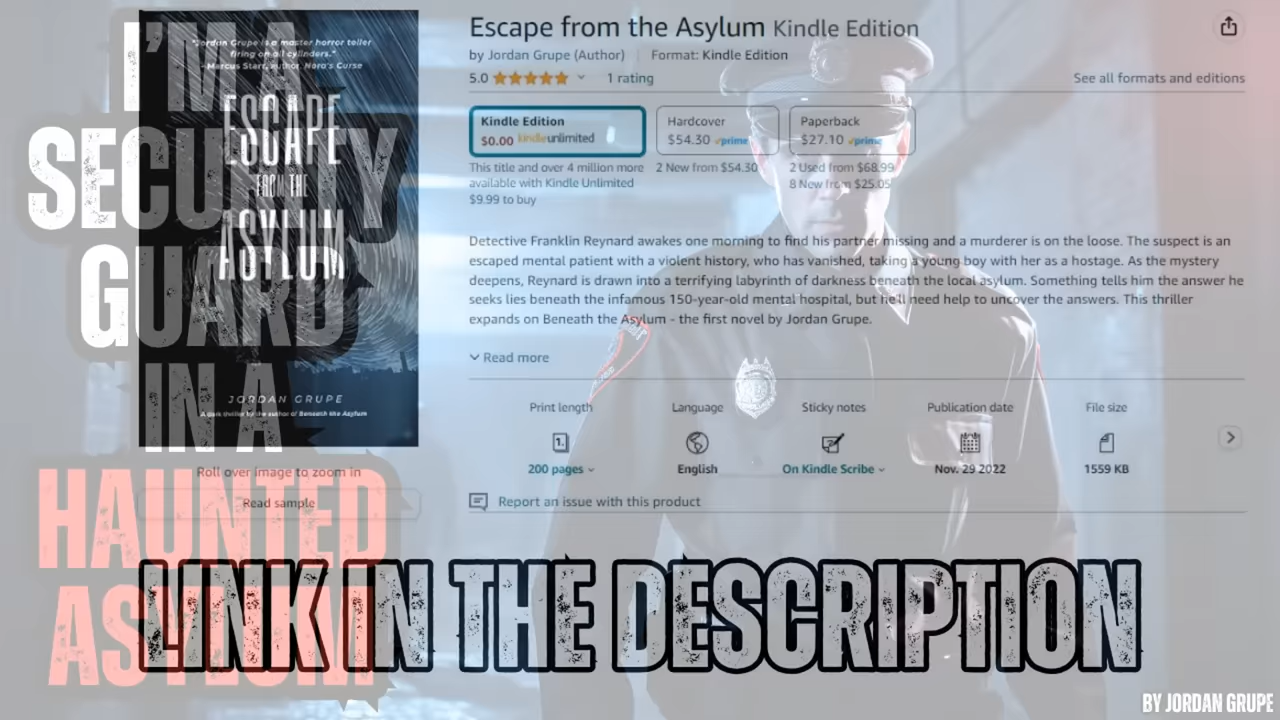 I'M A
SECURITY
GUARD
IN A
HAUNTED
ASYLUM
"Jordan Grupe is a master horror teller
firing on all cylinders."
- Marcus Starr, author, Nora's Curse
ESCAPE
FROM THE
ASYLUM
JORDAN GRUPE
A dark thriller by the author of Beneath the Asylum
Roll over image to zoom in
Read sample
Escape from the Asylum Kindle Edition
by Jordan Grupe (Author) Format: Kindle Edition
5.0 1 rating
See all formats and editions
Kindle Edition
$0.00 kindleunlimited
This title and over 4 million more
available with Kindle Unlimited
$9.99 to buy
Hardcover
$54.30 prime
2 New from $54.30
Paperback
$27.10 prime
2 Used from $68.99
8 New from $25.05
Detective Franklin Reynard awakes one morning to find his partner missing and a murderer is on the loose. The suspect is an
escaped mental patient with a violent history, who has vanished, taking a young boy with her as a hostage. As the mystery
deepens, Reynard is drawn into a terrifying labyrinth of darkness beneath the local asylum. Something tells him the answer he
seeks lies beneath the infamous 150-year-old mental hospital, but he'll need help to uncover the answers. This thriller
expands on Beneath the Asylum - the first novel by Jordan Grupe.
Read more
Print length
1.
200 pages
Language
English
Sticky notes
On Kindle Scribe
Publication date
Nov. 29 2022
File size
1559 KB
Report an issue with this product
LINK IN THE DESCRIPTION
BY JORDAN GRUPE